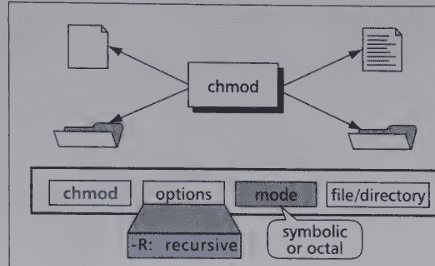 chmod
chmod options mode file/directory
-R: recursive
symbolic
or octal